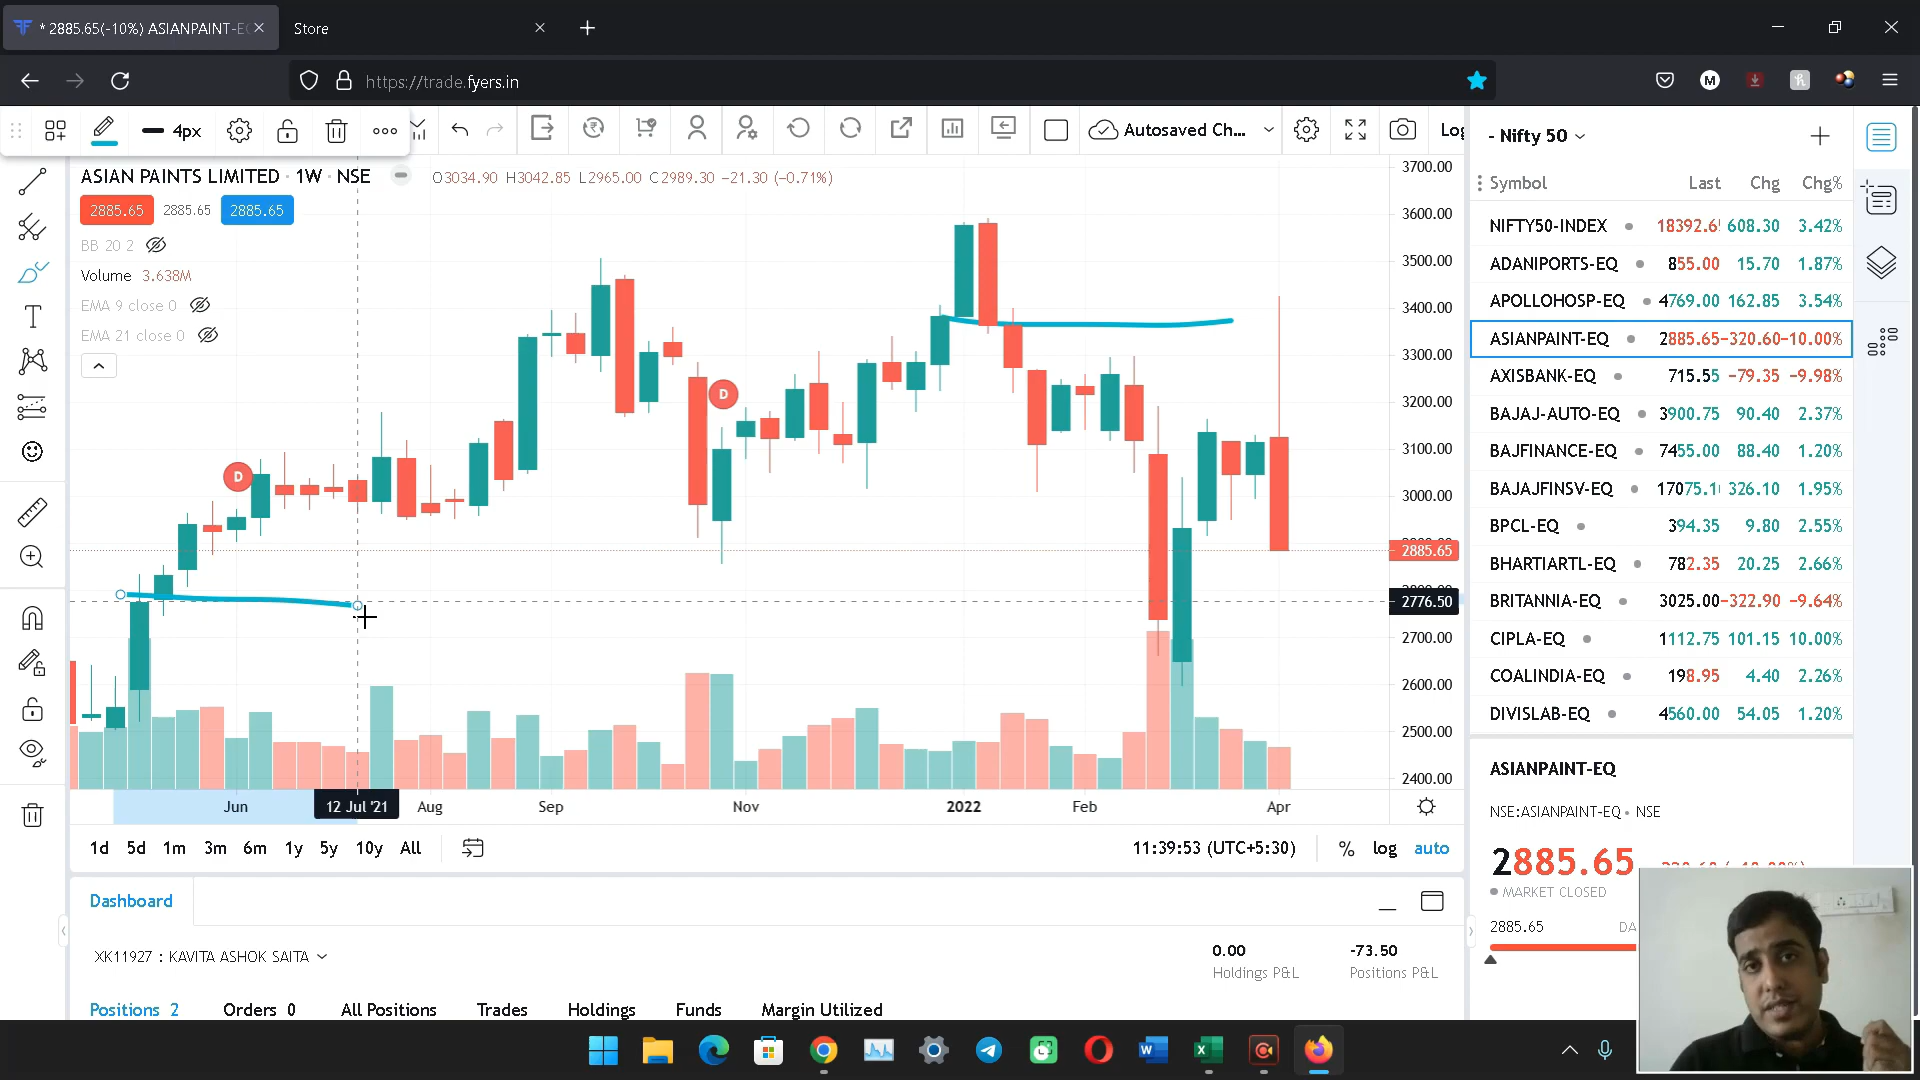 * 2885.65(-10%) ASIANPAINT-EQ
Store
https://trade.fyers.in
4px
Autosaved Ch...
Log
ASIAN PAINTS LIMITED · 1W · NSE
O3034.90 H3042.85 L2965.00 C2989.30 −21.30 (−0.71%)
2885.65 2885.65 2885.65
BB 20 2
Volume 3.638M
EMA 9 close 0
EMA 21 close 0
D
D
3700.00
3600.00
3500.00
3400.00
3300.00
3200.00
3100.00
3000.00
2885.65
2776.50
2700.00
2600.00
2500.00
2400.00
Jun 12 Jul '21 Aug Sep Nov 2022 Feb Apr
1d 5d 1m 3m 6m 1y 5y 10y All
11:39:53 (UTC+5:30) % log auto
Dashboard
XK11927 : KAVITA ASHOK SAITA
0.00 -73.50
Holdings P&L Positions P&L
Positions 2 Orders 0 All Positions Trades Holdings Funds Margin Utilized
- Nifty 50
Symbol Last Chg Chg%
NIFTY50-INDEX 18392.6 608.30 3.42%
ADANIPORTS-EQ 855.00 15.70 1.87%
APOLLOHOSP-EQ 4769.00 162.85 3.54%
ASIANPAINT-EQ 2885.65 −320.60 −10.00%
AXISBANK-EQ 715.55 −79.35 −9.98%
BAJAJ-AUTO-EQ 3900.75 90.40 2.37%
BAJFINANCE-EQ 7455.00 88.40 1.20%
BAJAJFINSV-EQ 17075.1 326.10 1.95%
BPCL-EQ 394.35 9.80 2.55%
BHARTIARTL-EQ 782.35 20.25 2.66%
BRITANNIA-EQ 3025.00 −322.90 −9.64%
CIPLA-EQ 1112.75 101.15 10.00%
COALINDIA-EQ 198.95 4.40 2.26%
DIVISLAB-EQ 4560.00 54.05 1.20%
ASIANPAINT-EQ
NSE:ASIANPAINT-EQ • NSE
2885.65
MARKET CLOSED
2885.65 DA